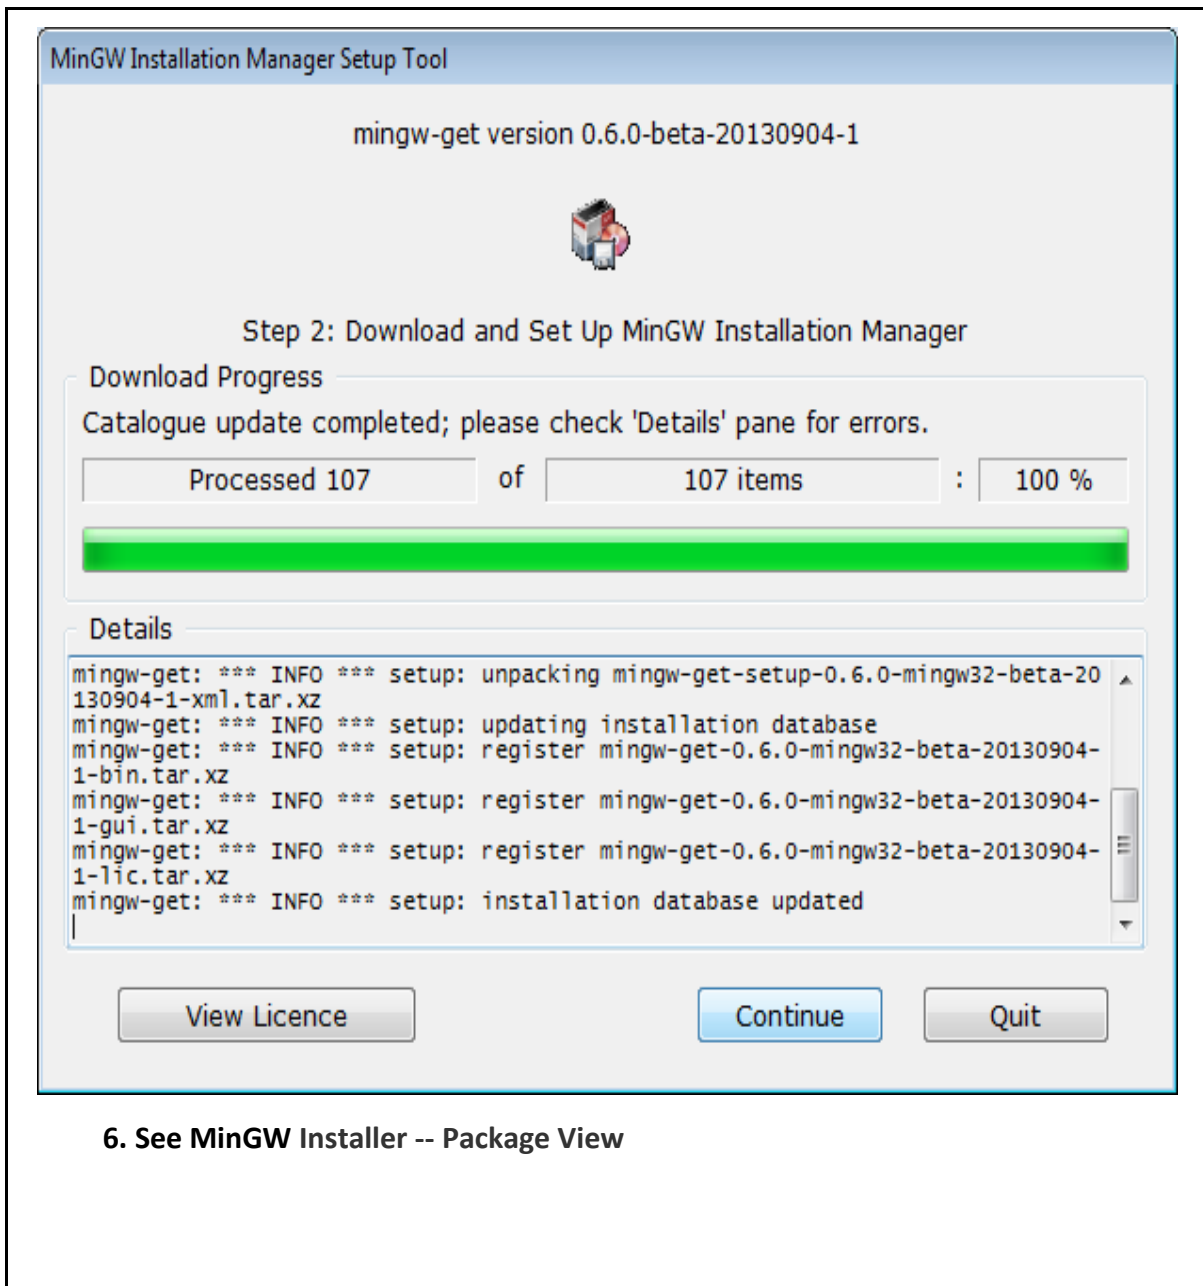 MinGW Installation Manager Setup Tool
mingw-get version 0.6.0-beta-20130904-1
Step 2: Download and Set Up MinGW Installation Manager
Download Progress
Catalogue update completed; please check 'Details' pane for errors.
Processed 107 of 107 items : 100 %
Details
mingw-get: *** INFO *** setup: unpacking mingw-get-setup-0.6.0-mingw32-beta-20
130904-1-xml.tar.xz
mingw-get: *** INFO *** setup: updating installation database
mingw-get: *** INFO *** setup: register mingw-get-0.6.0-mingw32-beta-20130904-
1-bin.tar.xz
mingw-get: *** INFO *** setup: register mingw-get-0.6.0-mingw32-beta-20130904-
1-gui.tar.xz
mingw-get: *** INFO *** setup: register mingw-get-0.6.0-mingw32-beta-20130904-
1-lic.tar.xz
mingw-get: *** INFO *** setup: installation database updated
View Licence Continue Quit
6. See MinGW Installer -- Package View